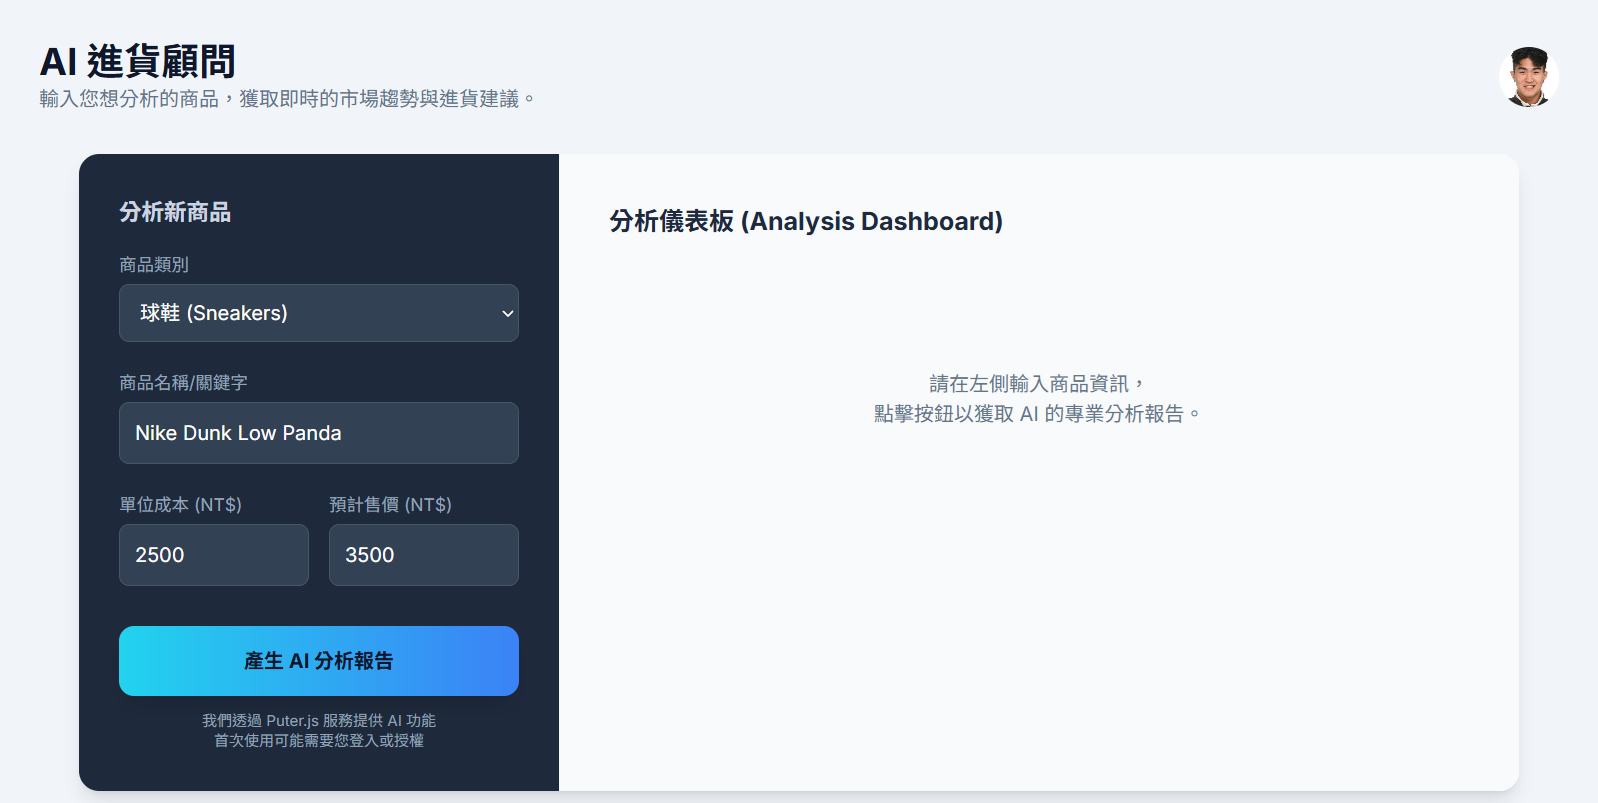 AI 進貨顧問
輸入您想分析的商品，獲取即時的市場趨勢與進貨建議。
分析新商品
商品類別
球鞋 (Sneakers)
商品名稱/關鍵字
Nike Dunk Low Panda
單位成本 (NT$)
預計售價 (NT$)
2500
3500
產生 AI 分析報告
我們透過 Puter.js 服務提供 AI 功能
首次使用可能需要您登入或授權
分析儀表板 (Analysis Dashboard)
請在左側輸入商品資訊，
點擊按鈕以獲取 AI 的專業分析報告。